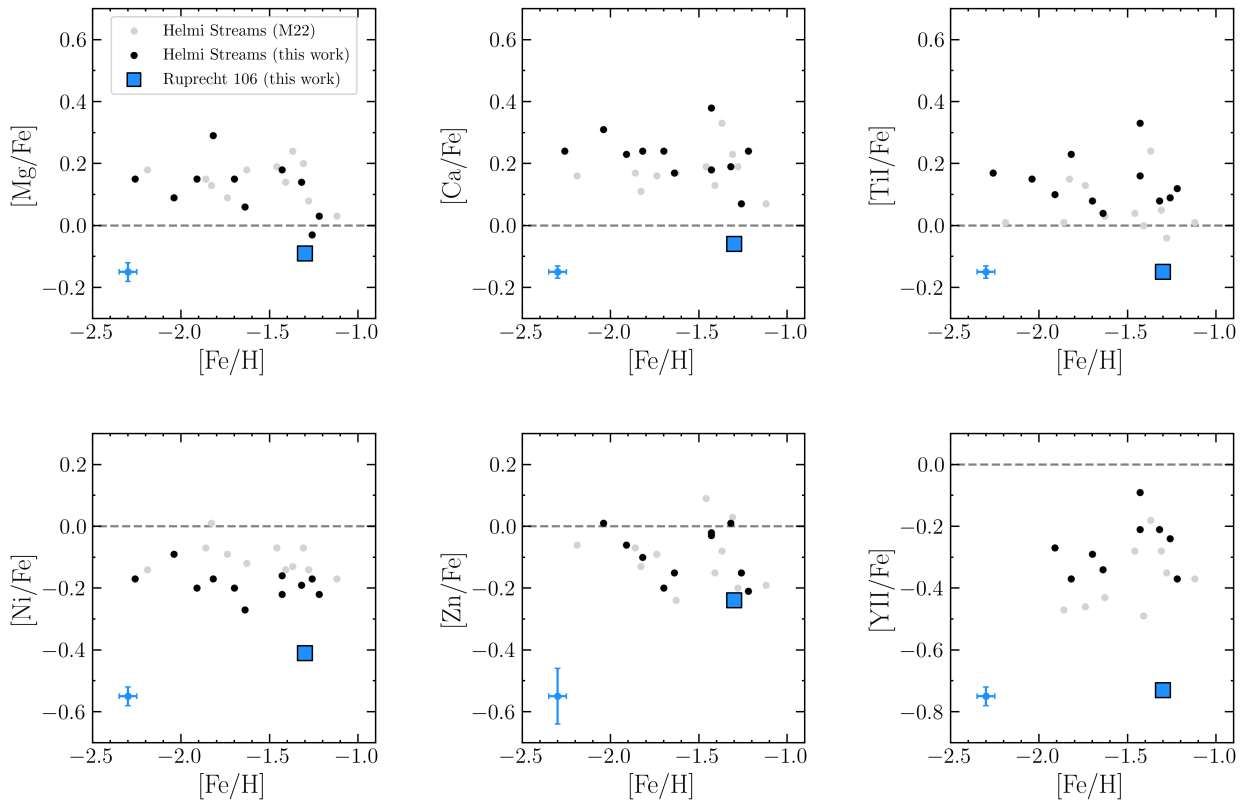 0.6
0.4
0.2
0.0
−0.2
[Mg/Fe]
Helmi Streams (M22)
Helmi Streams (this work)
Ruprecht 106 (this work)
−2.5 −2.0 −1.5 −1.0
[Fe/H]
0.6
0.4
0.2
0.0
−0.2
[Ca/Fe]
−2.5 −2.0 −1.5 −1.0
[Fe/H]
0.6
0.4
0.2
0.0
−0.2
[TiI/Fe]
−2.5 −2.0 −1.5 −1.0
[Fe/H]
0.2
0.0
−0.2
−0.4
−0.6
[Ni/Fe]
−2.5 −2.0 −1.5 −1.0
[Fe/H]
0.2
0.0
−0.2
−0.4
−0.6
[Zn/Fe]
−2.5 −2.0 −1.5 −1.0
[Fe/H]
0.0
−0.2
−0.4
−0.6
−0.8
[YII/Fe]
−2.5 −2.0 −1.5 −1.0
[Fe/H]